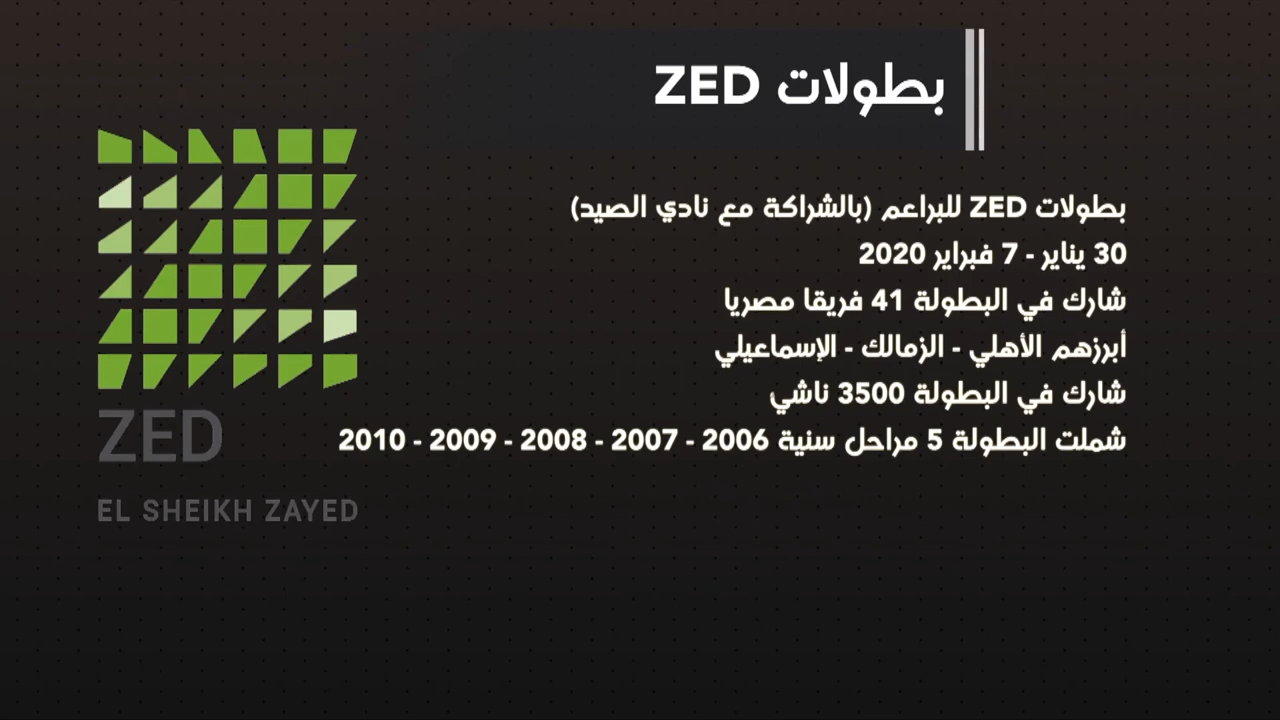 بطولات ZED
بطولات ZED للبراعم (بالشراكة مع نادي الصيد)
30 يناير - 7 فبراير 2020
شارك في البطولة 41 فريقا مصريا
أبرزهم الأهلي - الزمالك - الإسماعيلي
شارك في البطولة 3500 ناشي
شملت البطولة 5 مراحل سنية 2006 - 2007 - 2008 - 2009 - 2010
ZED
EL SHEIKH ZAYED